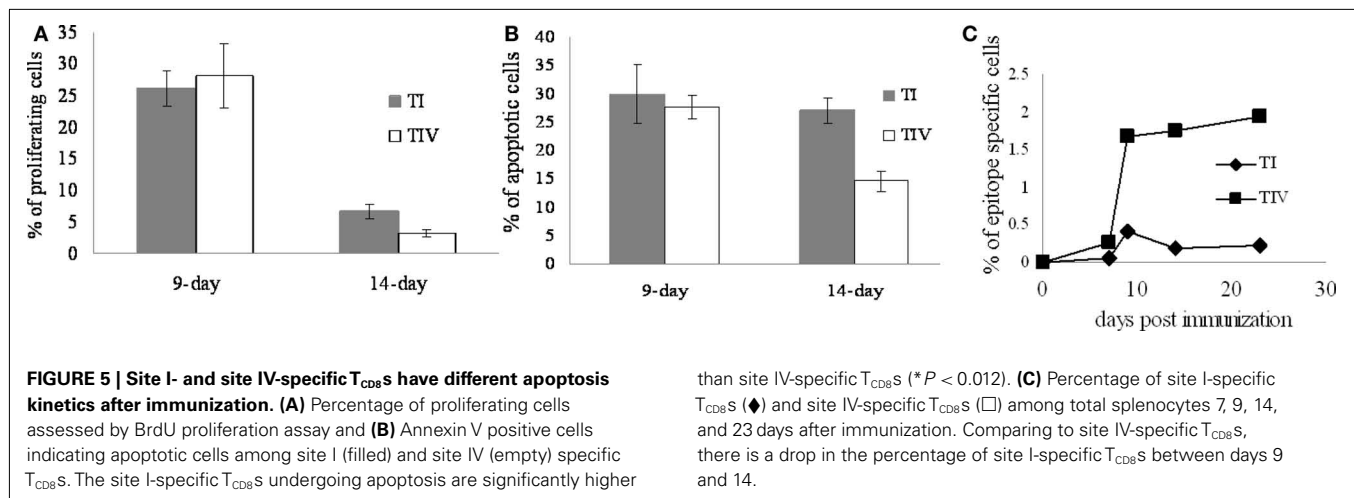 A
% of proliferating cells
35
30
25
20
15
10
5
0
TI
TIV
9-day
14-day
B
% of apoptotic cells
40
35
30
25
20
15
10
5
0
TI
TIV
9-day
14-day
C
% of epitope specific cells
2.5
2
1.5
1
0.5
0
TI
TIV
0
10
20
30
days post immunization
FIGURE 5 | Site I- and site IV-specific TCD8s have different apoptosis
kinetics after immunization. (A) Percentage of proliferating cells
assessed by BrdU proliferation assay and (B) Annexin V positive cells
indicating apoptotic cells among site I (filled) and site IV (empty) specific
TCD8s. The site I-specific TCD8s undergoing apoptosis are significantly higher
than site IV-specific TCD8s (*P < 0.012). (C) Percentage of site I-specific
TCD8s (♦) and site IV-specific TCD8s (□) among total splenocytes 7, 9, 14,
and 23 days after immunization. Comparing to site IV-specific TCD8s,
there is a drop in the percentage of site I-specific TCD8s between days 9
and 14.